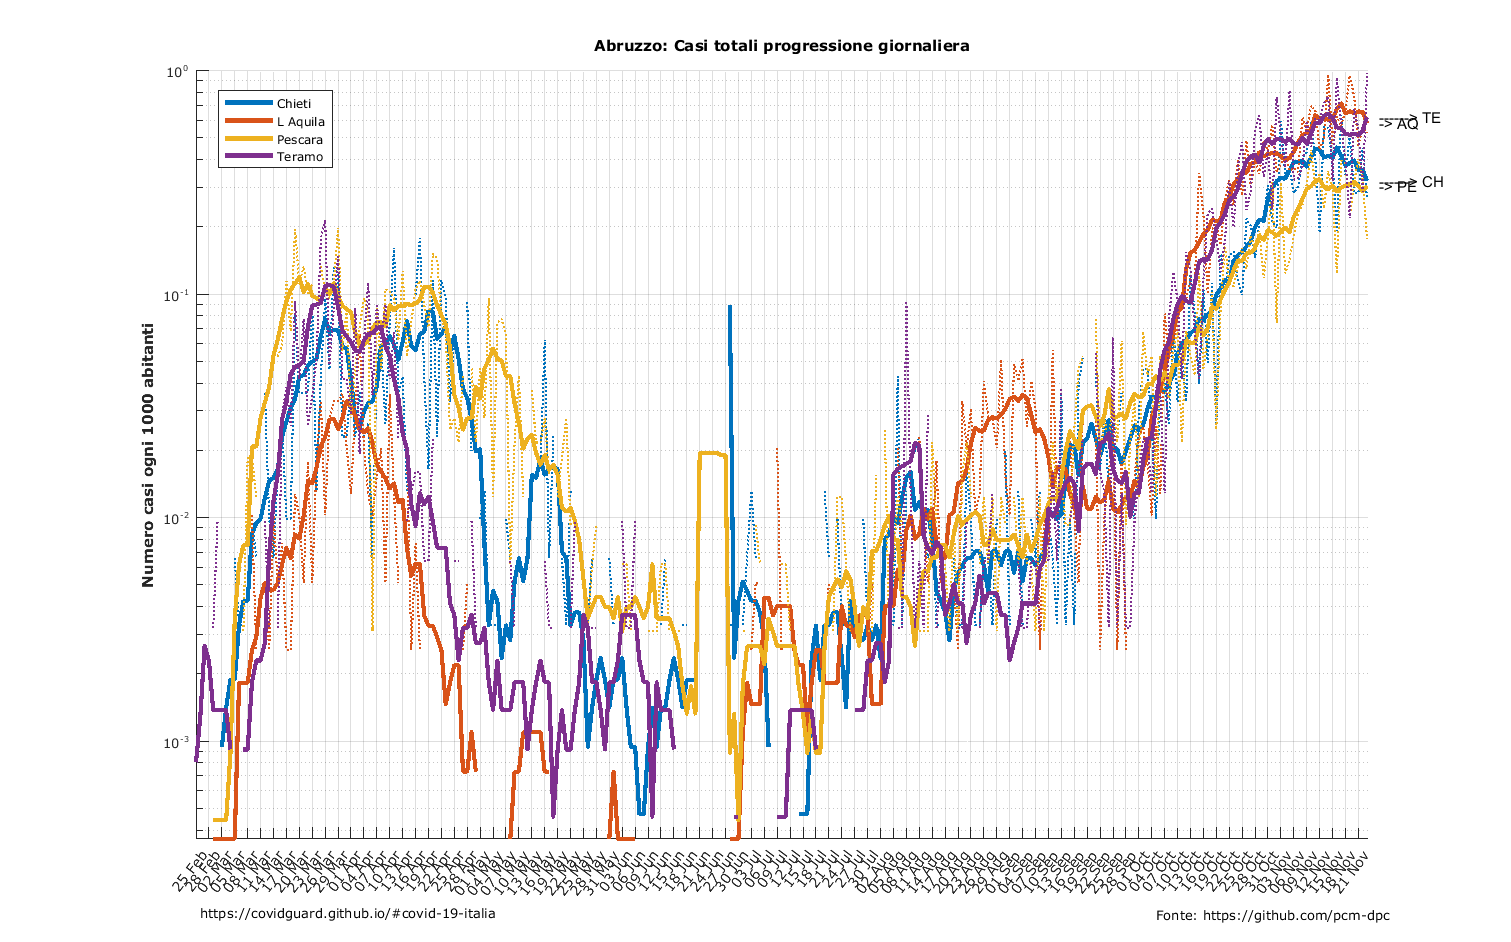 Abruzzo: Casi totali progressione giornaliera
Numero casi ogni 1000 abitanti
10⁰
10⁻¹
10⁻²
10⁻³
Chieti
L Aquila
Pescara
Teramo
--------> TE
-> AQ
--------> CH
-> PE
25 Feb
28 Feb
02 Mar
05 Mar
08 Mar
11 Mar
14 Mar
17 Mar
20 Mar
23 Mar
26 Mar
29 Mar
01 Apr
04 Apr
07 Apr
10 Apr
13 Apr
16 Apr
19 Apr
22 Apr
25 Apr
28 Apr
01 May
04 May
07 May
10 May
13 May
16 May
19 May
22 May
25 May
28 May
31 May
03 Jun
06 Jun
09 Jun
12 Jun
15 Jun
18 Jun
21 Jun
24 Jun
27 Jun
30 Jun
03 Jul
06 Jul
09 Jul
12 Jul
15 Jul
18 Jul
21 Jul
24 Jul
27 Jul
30 Jul
02 Aug
05 Aug
08 Aug
11 Aug
14 Aug
17 Aug
20 Aug
23 Aug
26 Aug
29 Aug
01 Sep
04 Sep
07 Sep
10 Sep
13 Sep
16 Sep
19 Sep
22 Sep
25 Sep
28 Sep
01 Oct
04 Oct
07 Oct
10 Oct
13 Oct
16 Oct
19 Oct
22 Oct
25 Oct
28 Oct
31 Oct
03 Nov
06 Nov
09 Nov
12 Nov
15 Nov
18 Nov
21 Nov
https://covidguard.github.io/#covid-19-italia
Fonte: https://github.com/pcm-dpc